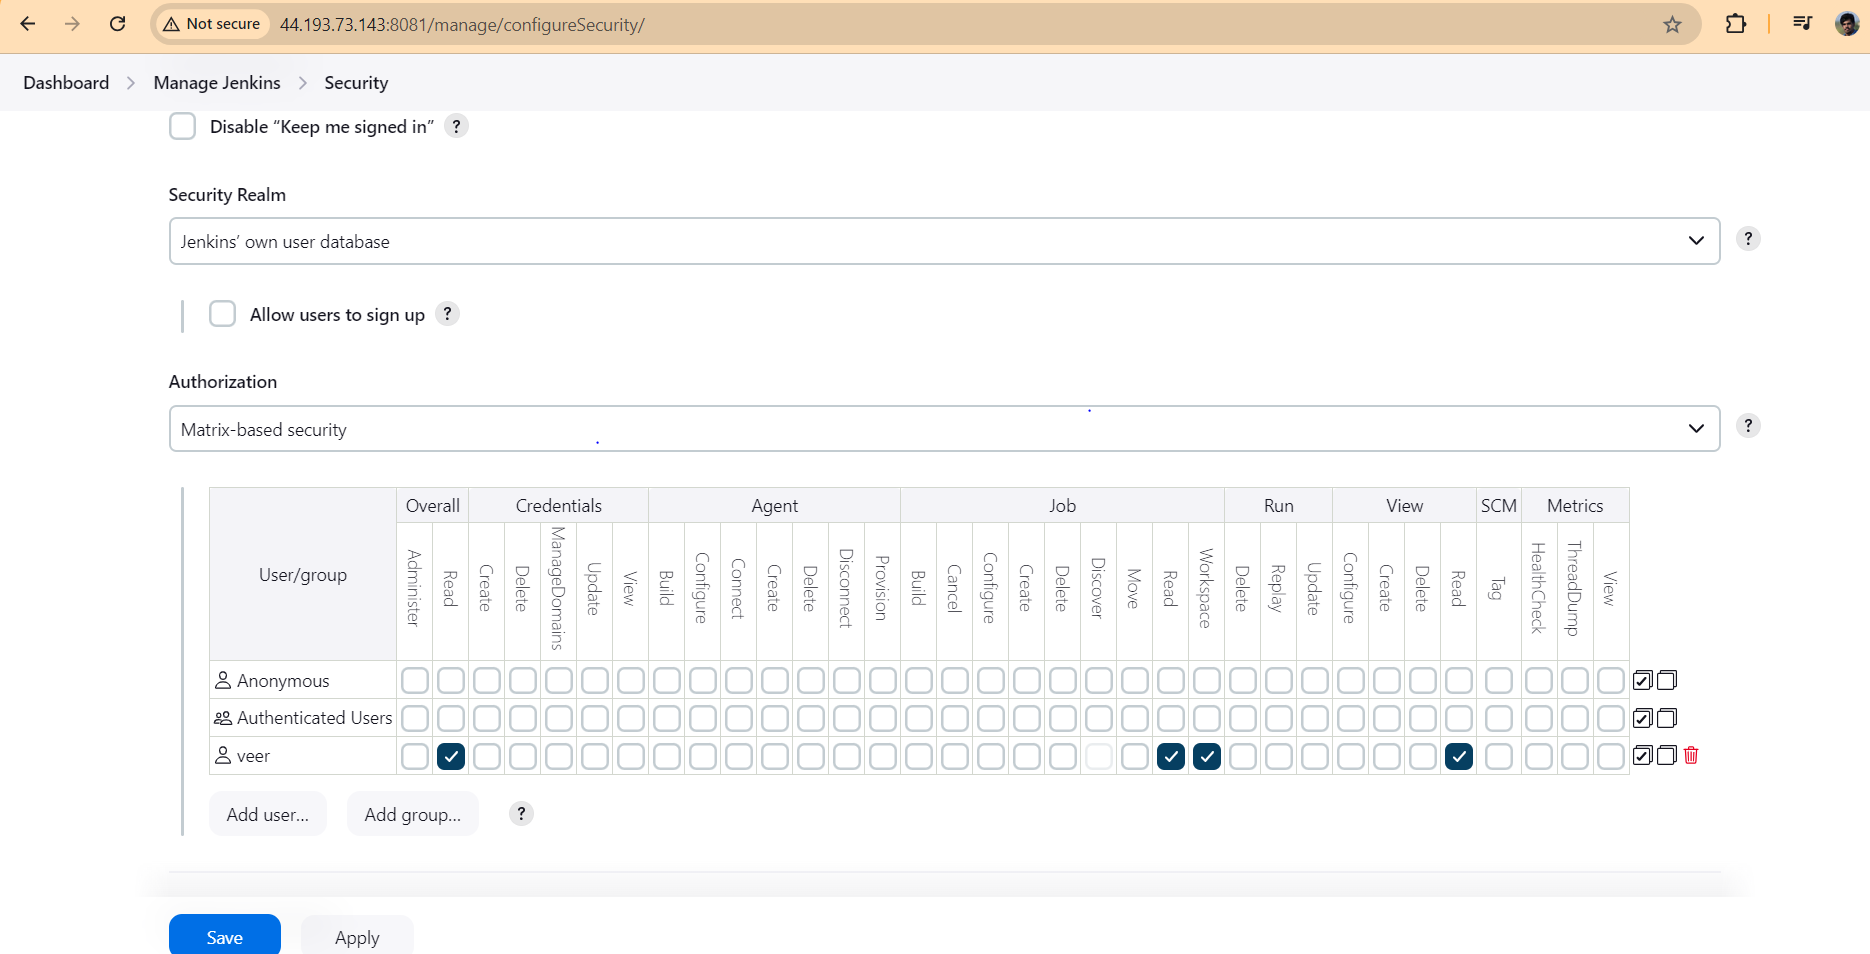 Not secure 44.193.73.143:8081/manage/configureSecurity/
Dashboard Manage Jenkins Security
Disable “Keep me signed in” ?
Security Realm
Jenkins’ own user database ?
Allow users to sign up ?
Authorization
Matrix-based security ?
User/group Overall Credentials Agent Job Run View SCM Metrics
Administer Read Create Delete ManageDomains Update View Build Configure Connect Create Delete Disconnect Provision Build Cancel Configure Create Delete Discover Move Read Workspace Delete Replay Update Configure Create Delete Read Tag HealthCheck ThreadDump View
Anonymous
Authenticated Users
veer
Add user... Add group... ?
Save Apply